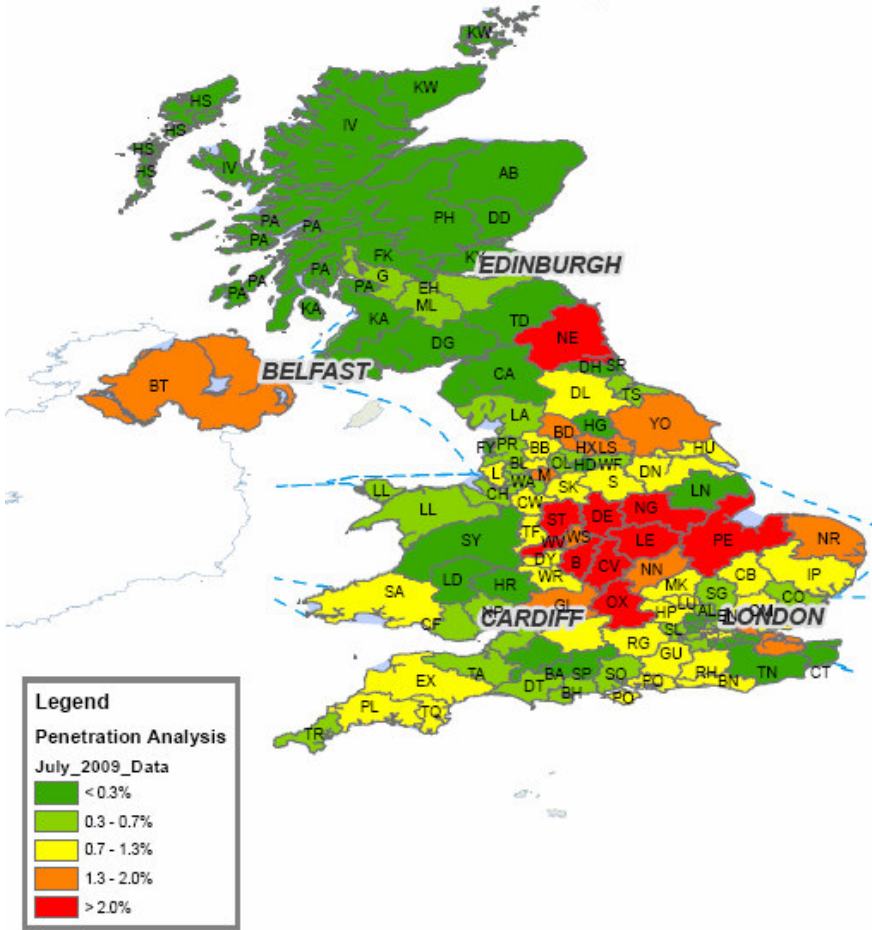 KW
HS
KW
HS
IV
HS
HS
IV
AB
PA
PH
DD
PA
PA
FK
KY
EDINBURGH
PA
G
PA
PA
EH
PA
ML
KA
KA
TD
DG
NE
BELFAST
BT
CA
DH
SR
DL
TS
LA
HG
YO
BD
FY
PR
BB
HX
LS
HU
BL
OL
HD
WF
DN
L
WA
M
S
LL
CH
SK
LN
CW
LL
ST
DE
NG
TF
WS
NR
SY
WV
LE
PE
DY
B
CV
NN
LD
HR
WR
MK
CB
IP
SA
SG
CO
NP
GL
OX
LU
HP
AL
CM
CF
CARDIFF
LONDON
SL
RG
GU
TA
BA
SP
SO
RH
TN
CT
EX
DT
BH
PO
PO
BN
PL
TQ
TR
Legend
Penetration Analysis
July_2009_Data
< 0.3%
0.3 - 0.7%
0.7 - 1.3%
1.3 - 2.0%
> 2.0%